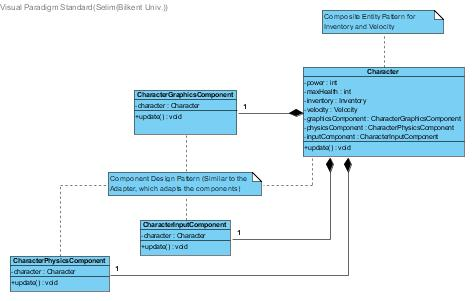 Visual Paradigm Standard(Selim(Bilkent Univ.))
Composite Entity Pattern for
Inventory and Velocity
Character
-power : int
-maxHealth : int
-inventory : Inventory
-velocity : Velocity
-graphicsComponent : CharacterGraphicsComponent
-physicsComponent : CharacterPhysicsComponent
-inputComponent : CharacterInputComponent
+update() : void
CharacterGraphicsComponent
-character : Character
+update() : void
1
Component Design Pattern (Similar to the
Adapter, which adapts the components)
CharacterInputComponent
-character : Character
+update() : void
1
CharacterPhysicsComponent
-character : Character
+update() : void
1